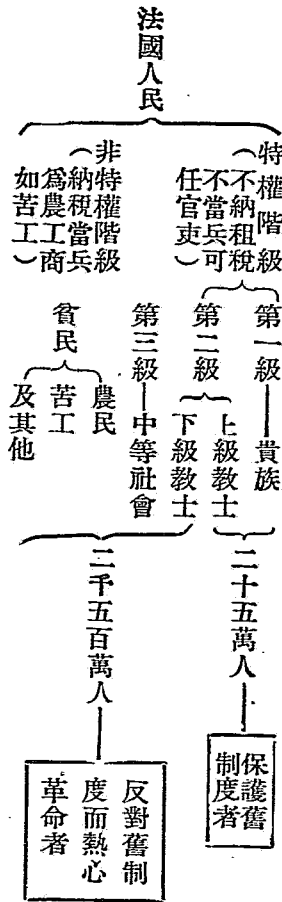 法國人民
特權階級
(不納租稅
不當兵可
任官吏)
非特權階級
(納稅當兵
爲農工商
如苦工)
第一級
貴族
第二級
上級教士
下級教士
第三級
中等社會
貧民
農民
苦工
及其他
二十五萬人
二千五百萬人
保護舊
制度者
反對舊制
度而熱心
革命者